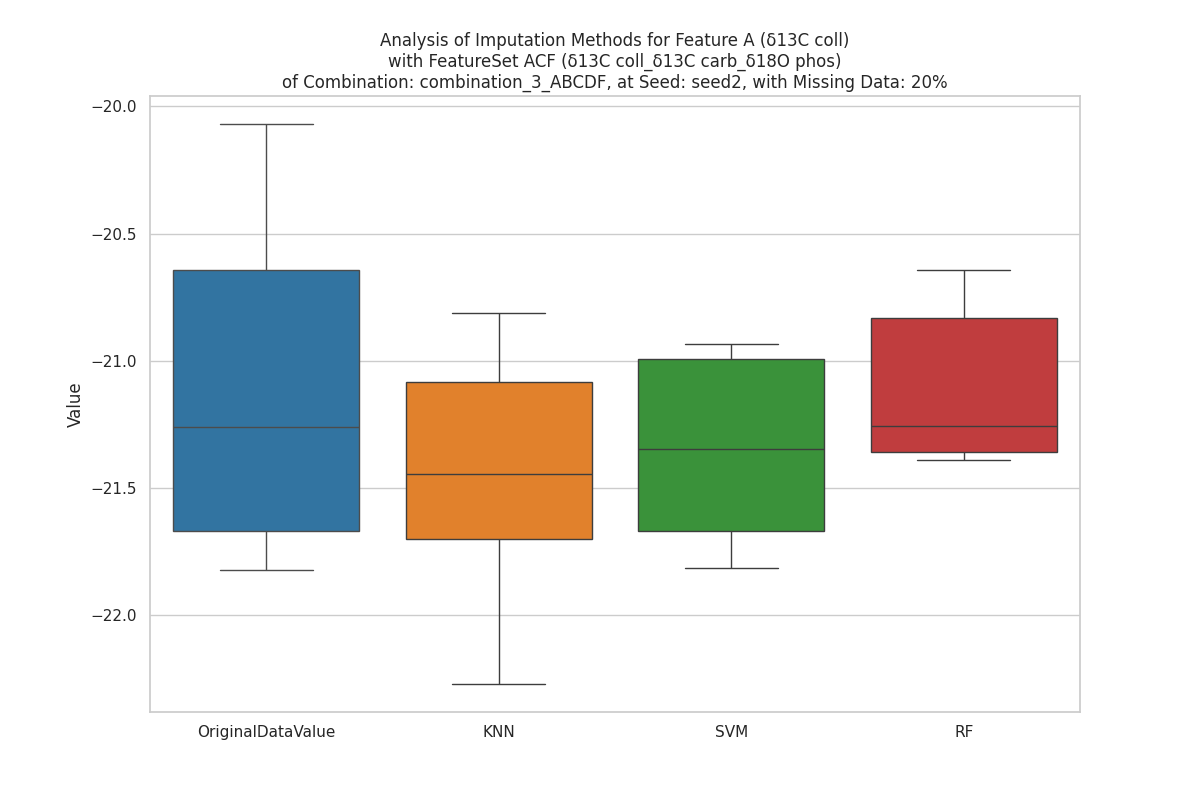 Analysis of Imputation Methods for Feature A (δ13C coll)
with FeatureSet ACF (δ13C coll_δ13C carb_δ18O phos)
of Combination: combination_3_ABCDF, at Seed: seed2, with Missing Data: 20%
−20.0
−20.5
−21.0
−21.5
−22.0
Value
OriginalDataValue
KNN
SVM
RF